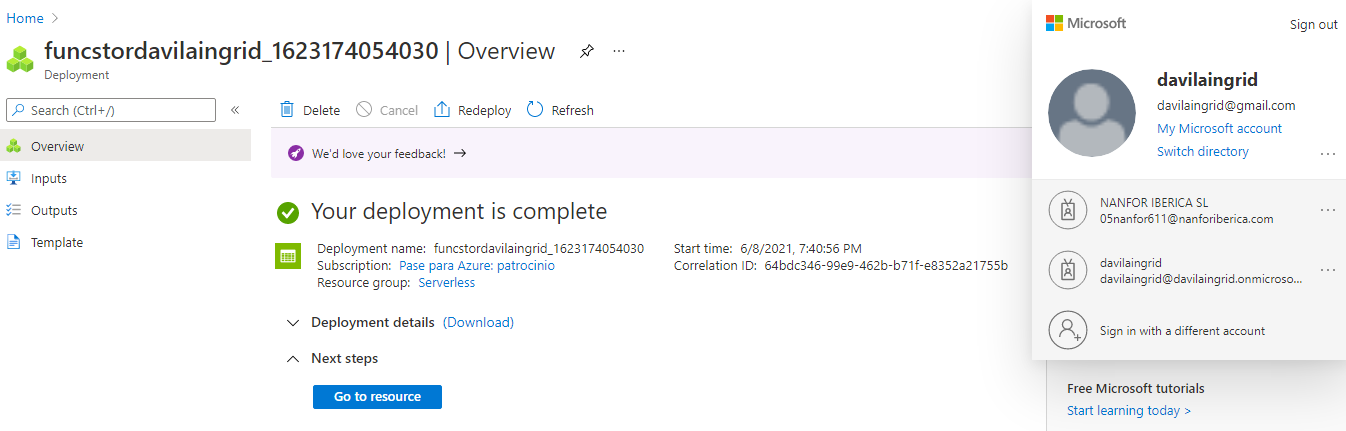 Home >
funcstordavilaingrid_1623174054030 | Overview
Deployment
Search (Ctrl+/)
Overview
Inputs
Outputs
Template
Delete
Cancel
Redeploy
Refresh
We'd love your feedback! →
Your deployment is complete
Deployment name: funcstordavilaingrid_1623174054030
Subscription: Pase para Azure: patrocinio
Resource group: Serverless
Start time: 6/8/2021, 7:40:56 PM
Correlation ID: 64bdc346-99e9-462b-b71f-e8352a21755b
Deployment details (Download)
Next steps
Go to resource
Microsoft
Sign out
davilaingrid
davilaingrid@gmail.com
My Microsoft account
Switch directory
NANFOR IBERICA SL
05nanfor611@nanforiberica.com
davilaingrid
davilaingrid@davilaingrid.onmicroso...
Sign in with a different account
Free Microsoft tutorials
Start learning today >